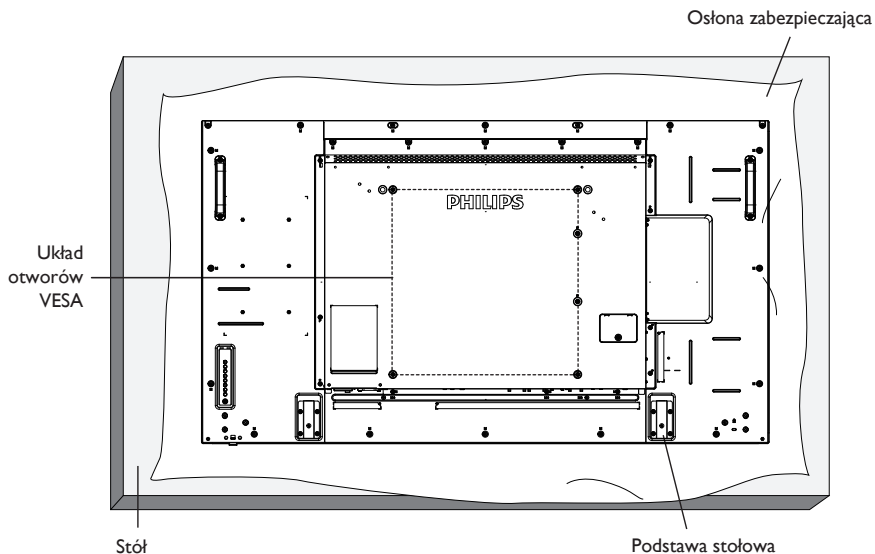 Osłona zabezpieczająca
PHILIPS
Układ
otworów
VESA
Stół
Podstawa stołowa